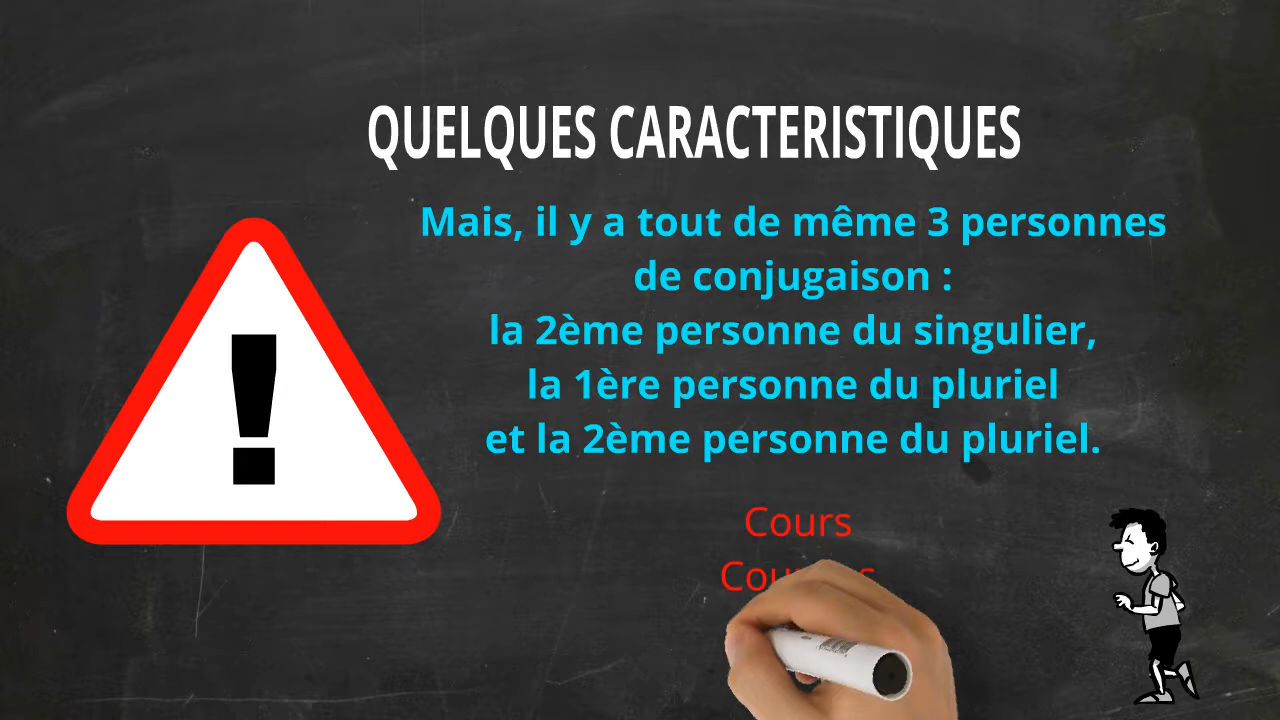 QUELQUES CARACTERISTIQUES
Mais, il y a tout de même 3 personnes
de conjugaison :
la 2ème personne du singulier,
la 1ère personne du pluriel
et la 2ème personne du pluriel.
Cours